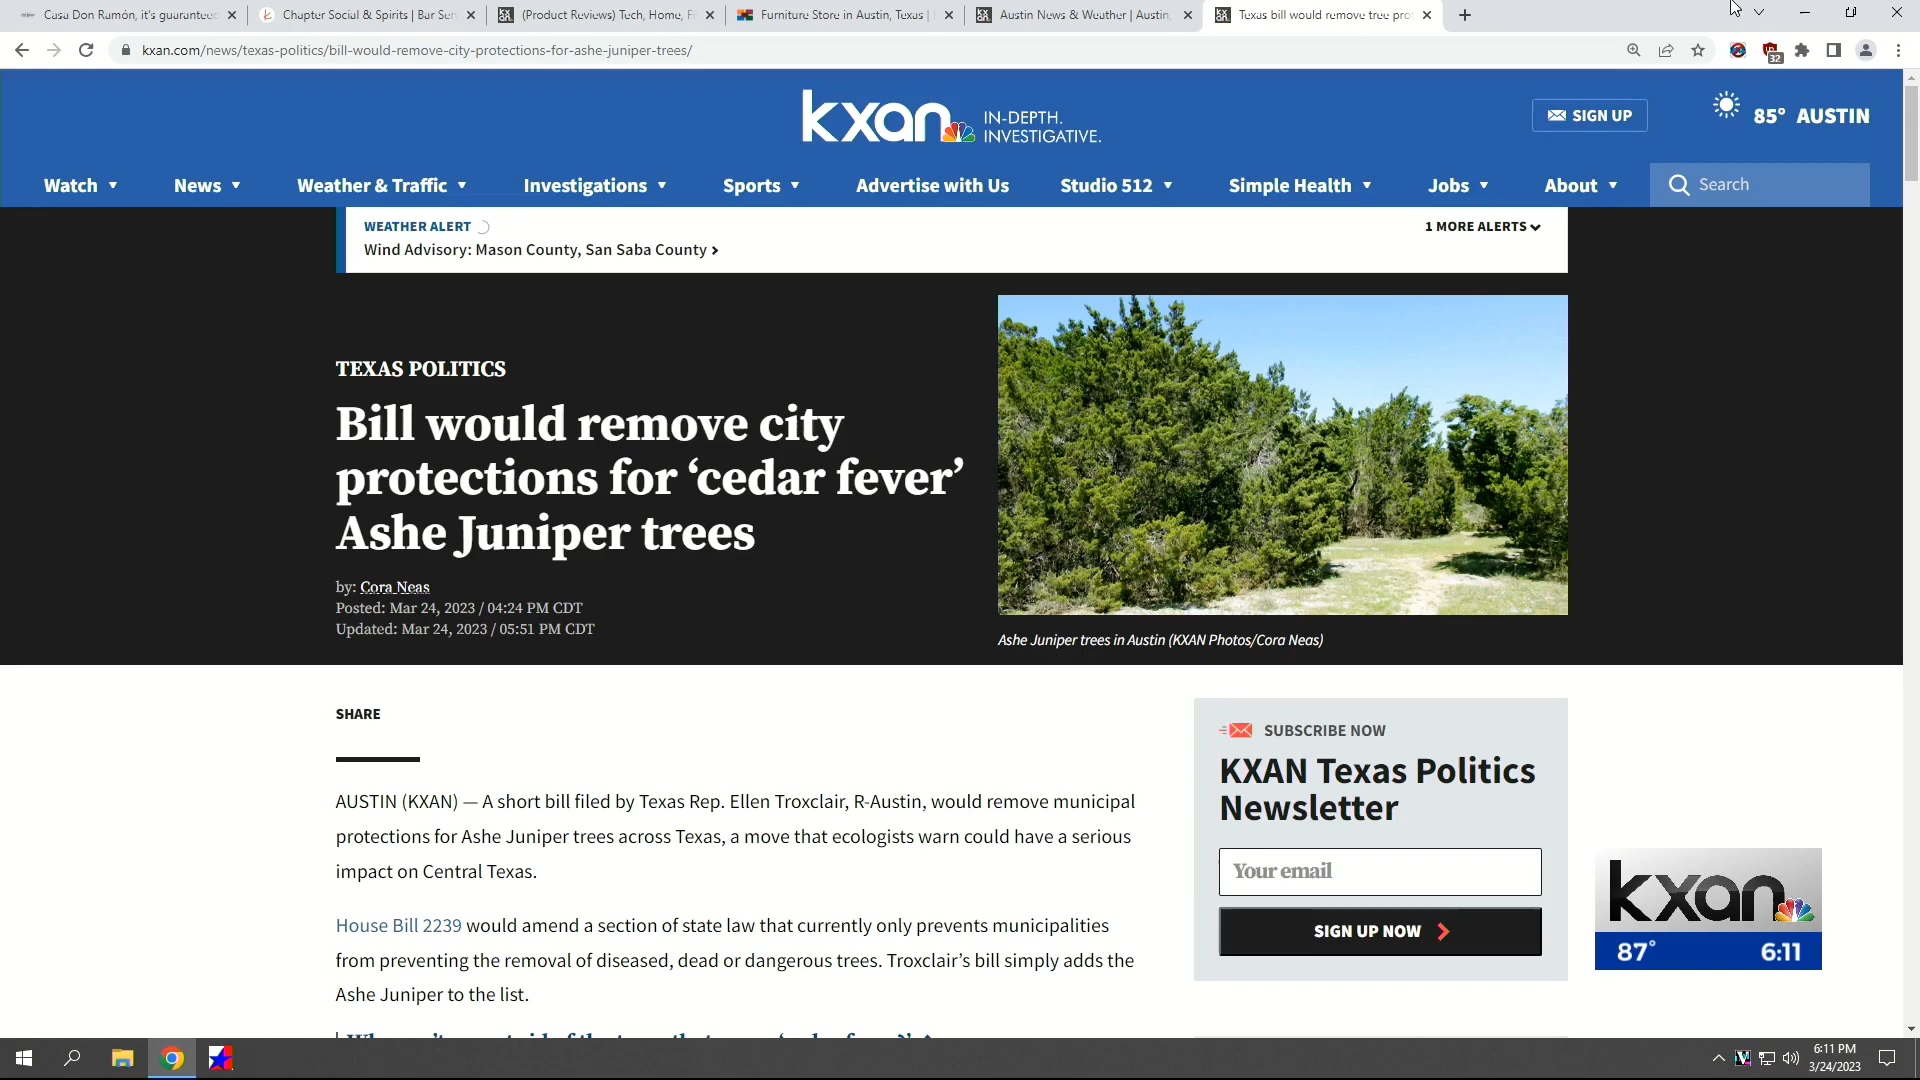 Casa Don Ramón, it's guaranteed
Chapter Social & Spirits | Bar Ser
(Product Reviews) Tech, Home, F
Furniture Store in Austin, Texas |
Austin News & Weather | Austin,
Texas bill would remove tree pro
kxan.com/news/texas-politics/bill-would-remove-city-protections-for-ashe-juniper-trees/
32
kxan IN-DEPTH. INVESTIGATIVE.
SIGN UP
85° AUSTIN
Watch News Weather & Traffic Investigations Sports Advertise with Us Studio 512 Simple Health Jobs About Search
WEATHER ALERT
1 MORE ALERTS
Wind Advisory: Mason County, San Saba County
TEXAS POLITICS
Bill would remove city
protections for ‘cedar fever’
Ashe Juniper trees
by: Cora Neas
Posted: Mar 24, 2023 / 04:24 PM CDT
Updated: Mar 24, 2023 / 05:51 PM CDT
Ashe Juniper trees in Austin (KXAN Photos/Cora Neas)
SHARE
AUSTIN (KXAN) — A short bill filed by Texas Rep. Ellen Troxclair, R-Austin, would remove municipal
protections for Ashe Juniper trees across Texas, a move that ecologists warn could have a serious
impact on Central Texas.
House Bill 2239 would amend a section of state law that currently only prevents municipalities
from preventing the removal of diseased, dead or dangerous trees. Troxclair’s bill simply adds the
Ashe Juniper to the list.
SUBSCRIBE NOW
KXAN Texas Politics
Newsletter
Your email
SIGN UP NOW
kxan
87° 6:11
6:11 PM
3/24/2023